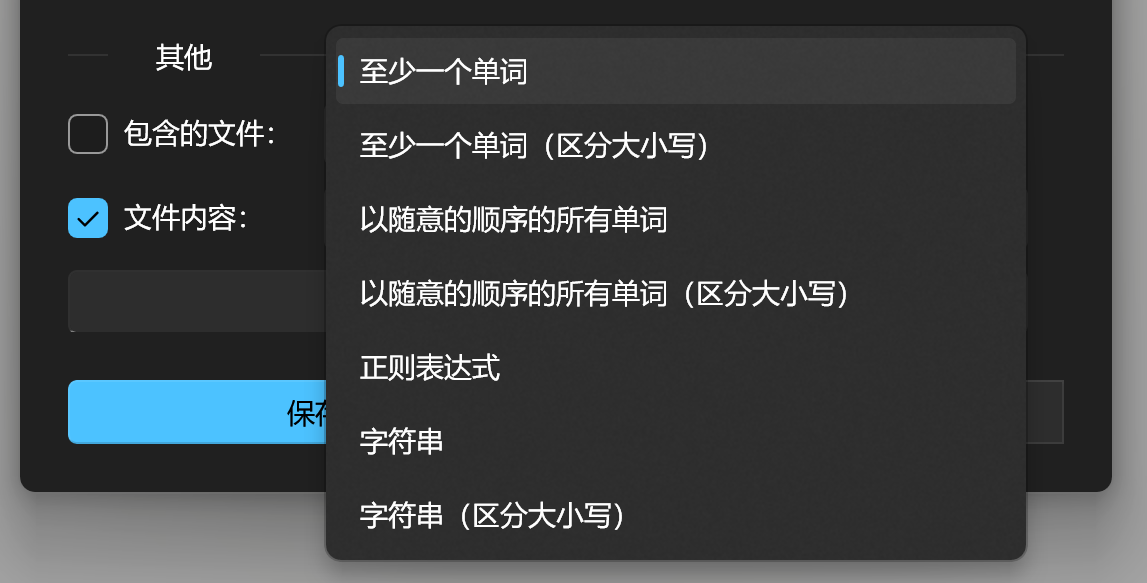 其他
包含的文件：
文件内容：
保存
至少一个单词
至少一个单词（区分大小写）
以随意的顺序的所有单词
以随意的顺序的所有单词（区分大小写）
正则表达式
字符串
字符串（区分大小写）